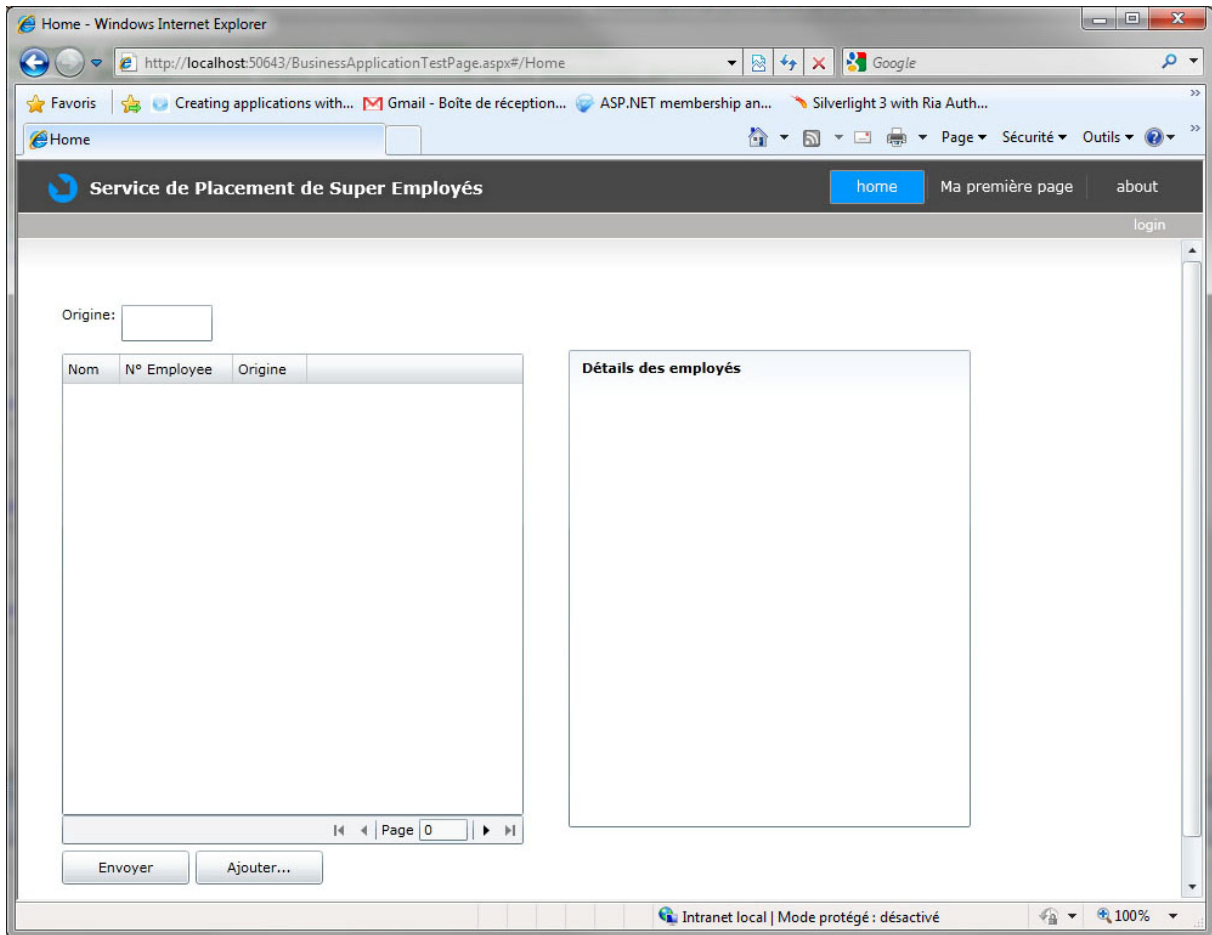 Home - Windows Internet Explorer
http://localhost:50643/BusinessApplicationTestPage.aspx#/Home Google
Favoris Creating applications with... Gmail - Boîte de réception... ASP.NET membership an... Silverlight 3 with Ria Auth...
Home Page Sécurité Outils
Service de Placement de Super Employés home Ma première page about
login
Origine:
Nom N° Employee Origine
Détails des employés
Page 0
Envoyer Ajouter...
Intranet local | Mode protégé : désactivé 100%